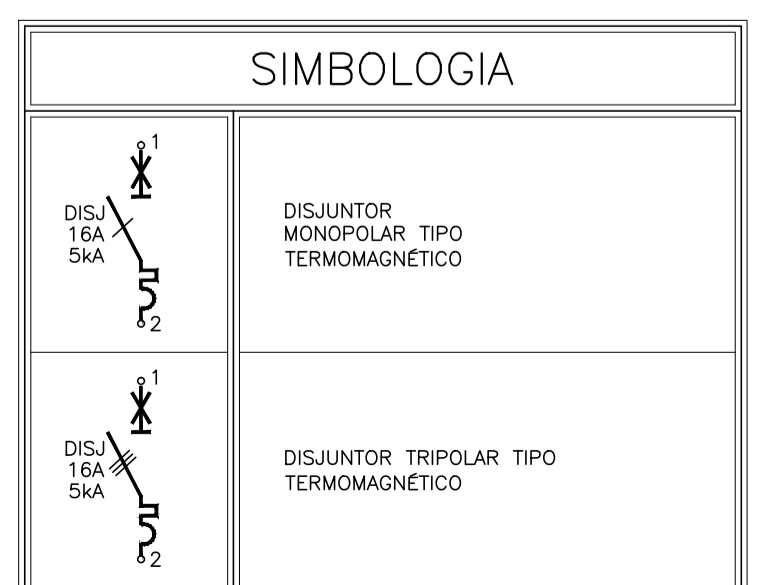 SIMBOLOGIA
1
DISJ
16A
5kA
2
DISJUNTOR
MONOPOLAR TIPO
TERMOMAGNÉTICO
1
DISJ
16A
5kA
2
DISJUNTOR TRIPOLAR TIPO
TERMOMAGNÉTICO